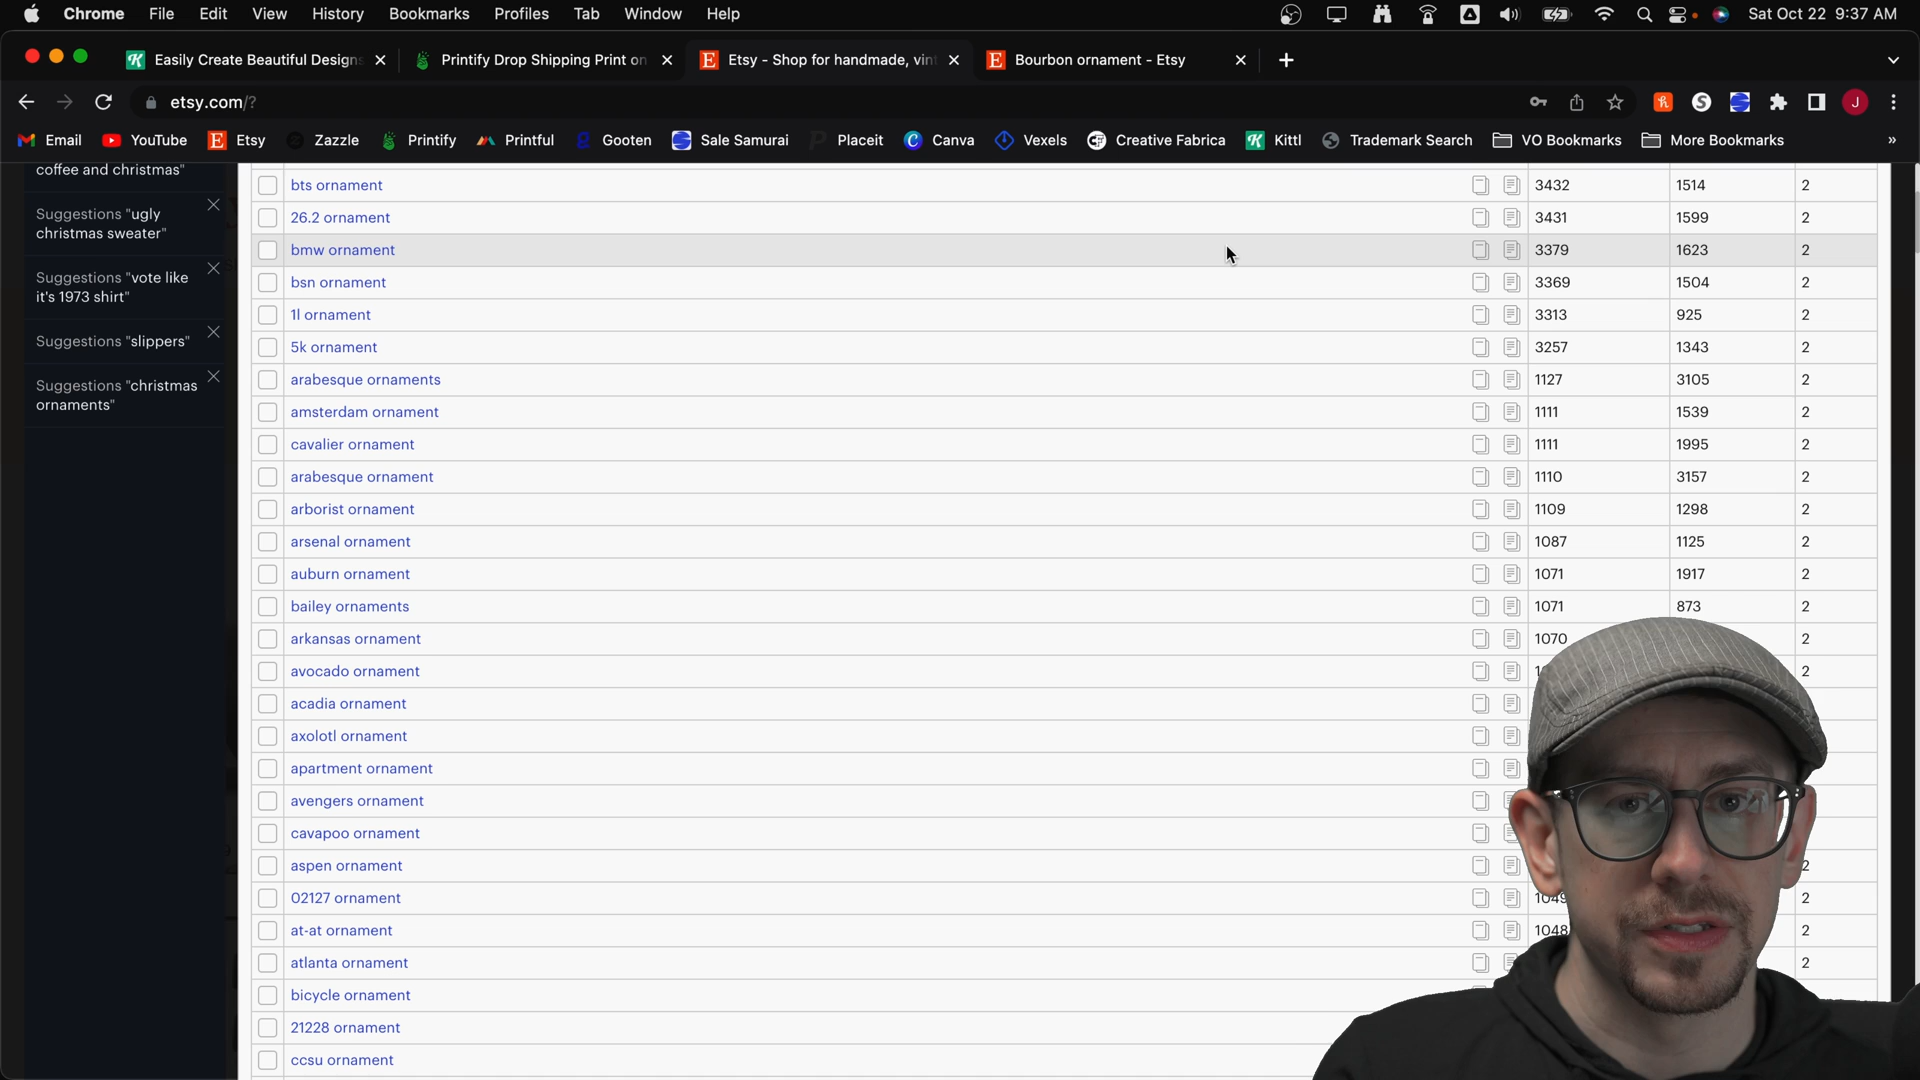 Chrome File Edit View History Bookmarks Profiles Tab Window Help
Sat Oct 22 9:37 AM
Easily Create Beautiful Designs
Printify Drop Shipping Print on
Etsy - Shop for handmade, vint
Bourbon ornament - Etsy
etsy.com/?
J
Email YouTube Etsy Zazzle Printify Printful Gooten Sale Samurai Placeit Canva Vexels Creative Fabrica Kittl Trademark Search VO Bookmarks More Bookmarks »
coffee and christmas"
Suggestions "ugly
christmas sweater"
Suggestions "vote like
it's 1973 shirt"
Suggestions "slippers"
Suggestions "christmas
ornaments"
bts ornament 3432 1514 2
26.2 ornament 3431 1599 2
bmw ornament 3379 1623 2
bsn ornament 3369 1504 2
1l ornament 3313 925 2
5k ornament 3257 1343 2
arabesque ornaments 1127 3105 2
amsterdam ornament 1111 1539 2
cavalier ornament 1111 1995 2
arabesque ornament 1110 3157 2
arborist ornament 1109 1298 2
arsenal ornament 1087 1125 2
auburn ornament 1071 1917 2
bailey ornaments 1071 873 2
arkansas ornament 1070 2
avocado ornament 2
acadia ornament
axolotl ornament
apartment ornament
avengers ornament
cavapoo ornament
aspen ornament 2
02127 ornament 1049 2
at-at ornament 1048 2
atlanta ornament 2
bicycle ornament
21228 ornament
ccsu ornament